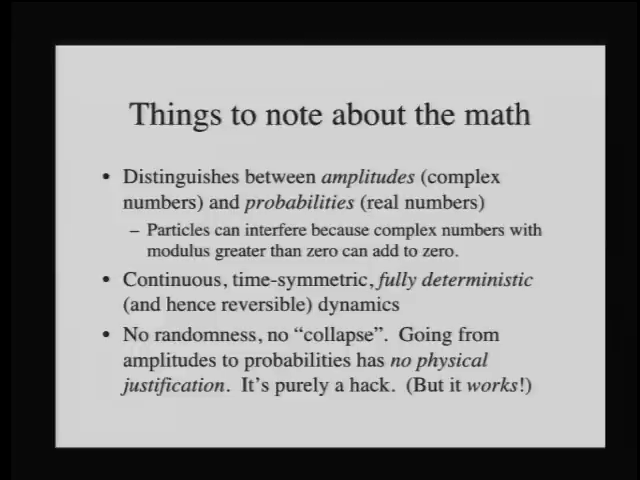 Things to note about the math
• Distinguishes between amplitudes (complex
numbers) and probabilities (real numbers)
– Particles can interfere because complex numbers with
modulus greater than zero can add to zero.
• Continuous, time-symmetric, fully deterministic
(and hence reversible) dynamics
• No randomness, no “collapse”. Going from
amplitudes to probabilities has no physical
justification. It’s purely a hack. (But it works!)